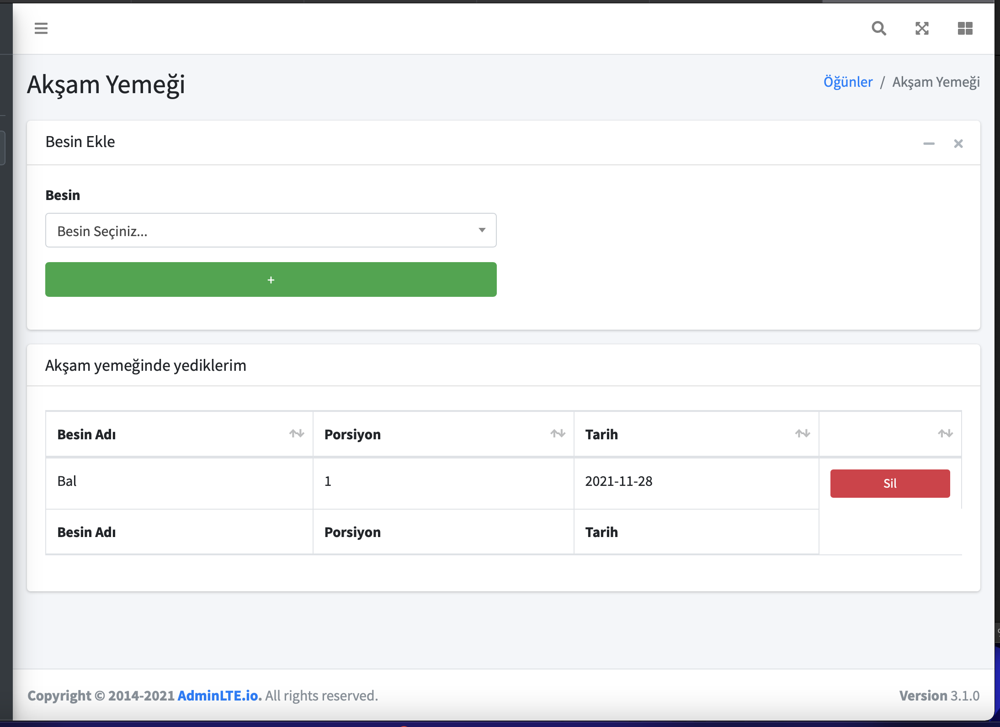 Akşam Yemeği
Öğünler / Akşam Yemeği
Besin Ekle
Besin
Besin Seçiniz...
+
Akşam yemeğinde yediklerim
Besin Adı Porsiyon Tarih
Bal 1 2021-11-28 Sil
Besin Adı Porsiyon Tarih
Copyright © 2014-2021 AdminLTE.io. All rights reserved.
Version 3.1.0